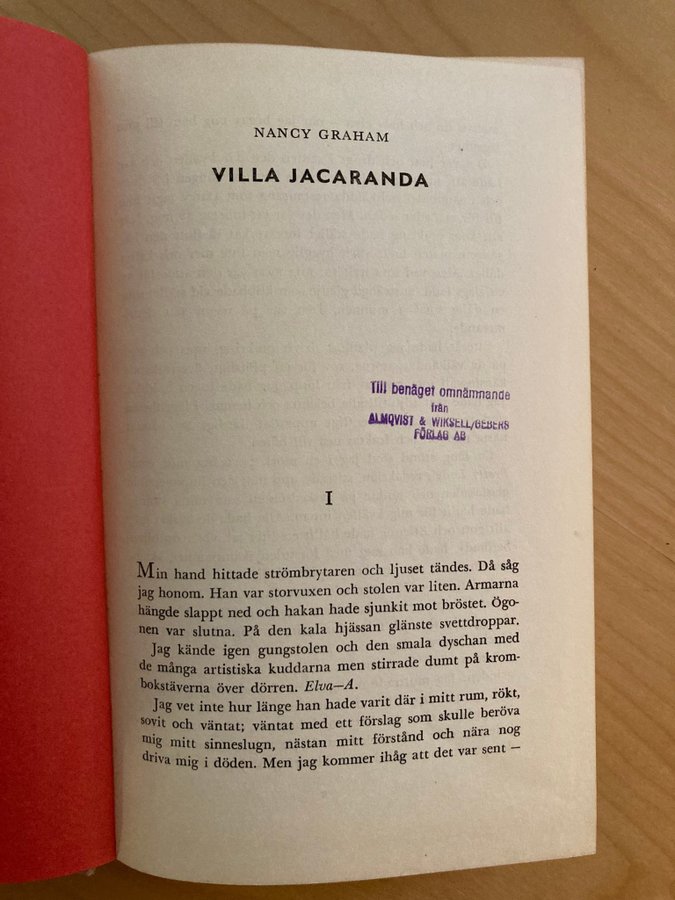 NANCY GRAHAM
VILLA JACARANDA
Till benäget omnämnande
från
ALMQVIST & WIKSELL/GEBERS
FÖRLAG AB
I
Min hand hittade strömbrytaren och ljuset tändes. Då såg
jag honom. Han var storvuxen och stolen var liten. Armarna
hängde slappt ned och hakan hade sjunkit mot bröstet. Ögo-
nen var slutna. På den kala hjässan glänste svettdroppar.
Jag kände igen gungstolen och den smala dyschan med
de många artistiska kuddarna men stirrade dumt på krom-
bokstäverna över dörren. Elva—A.
Jag vet inte hur länge han hade varit där i mitt rum, rökt,
sovit och väntat; väntat med ett förslag som skulle beröva
mig mitt sinneslugn, nästan mitt förstånd och nära nog
driva mig i döden. Men jag kommer ihåg att det var sent –